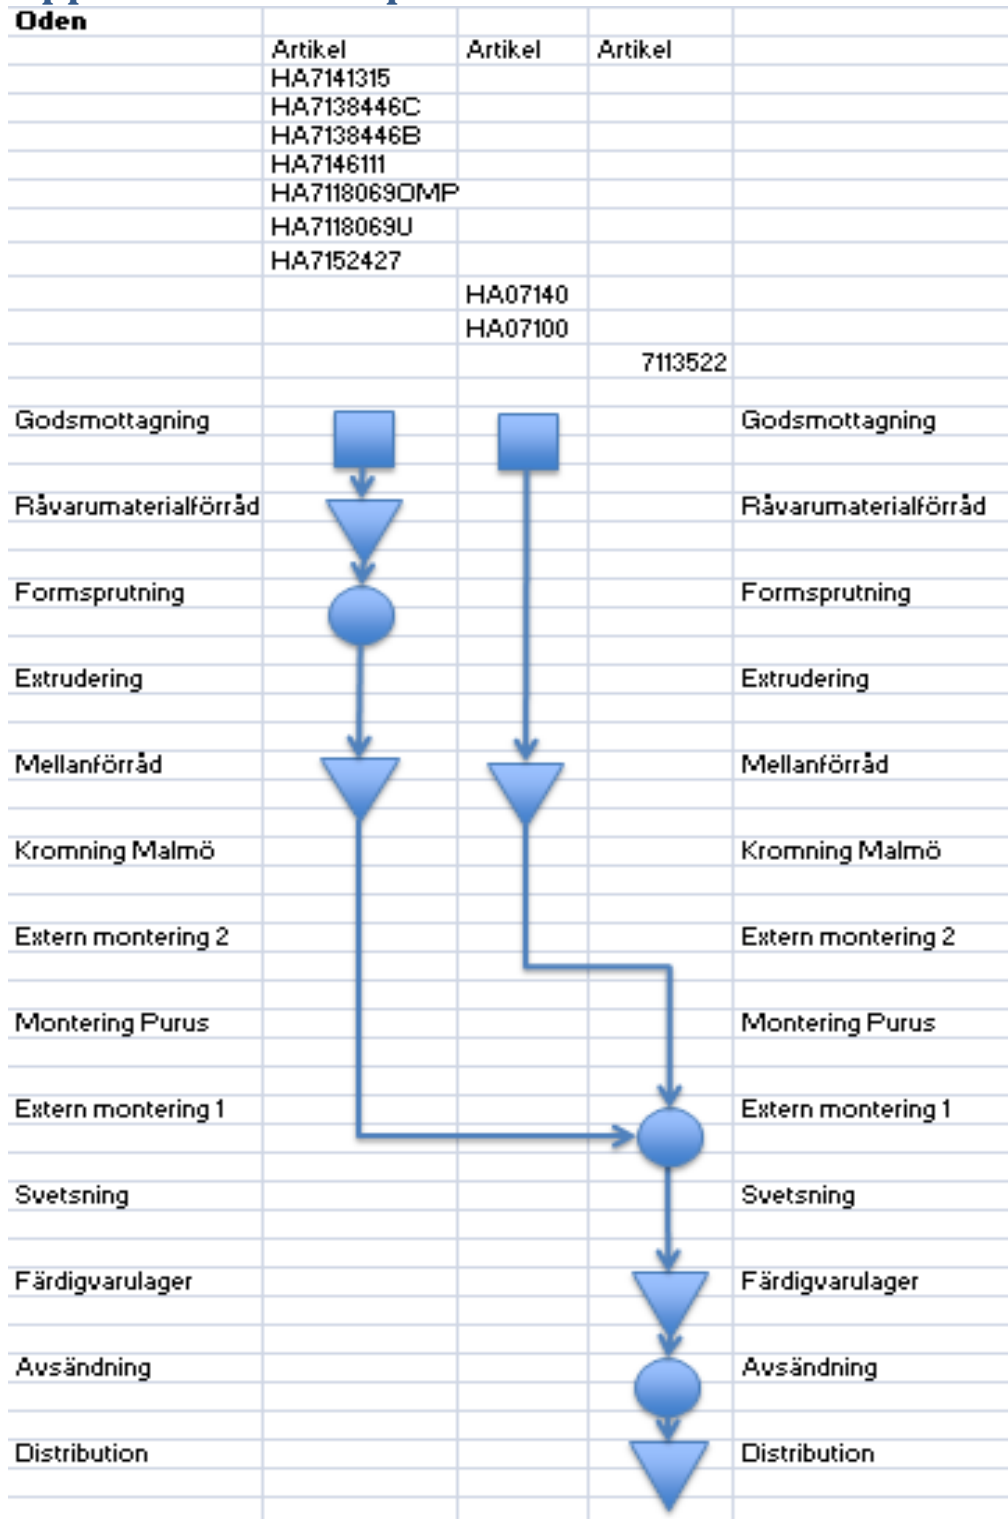 Oden
Artikel Artikel Artikel
HA7141315
HA7138446C
HA7138446B
HA7146111
HA7118069OMP
HA7118069U
HA7152427
HA07140
HA07100
7113522
Godsmottagning Godsmottagning
Råvarumaterialförråd Råvarumaterialförråd
Formsprutning Formsprutning
Extrudering Extrudering
Mellanförråd Mellanförråd
Kromning Malmö Kromning Malmö
Extern montering 2 Extern montering 2
Montering Purus Montering Purus
Extern montering 1 Extern montering 1
Svetsning Svetsning
Färdigvarulager Färdigvarulager
Avsändning Avsändning
Distribution Distribution